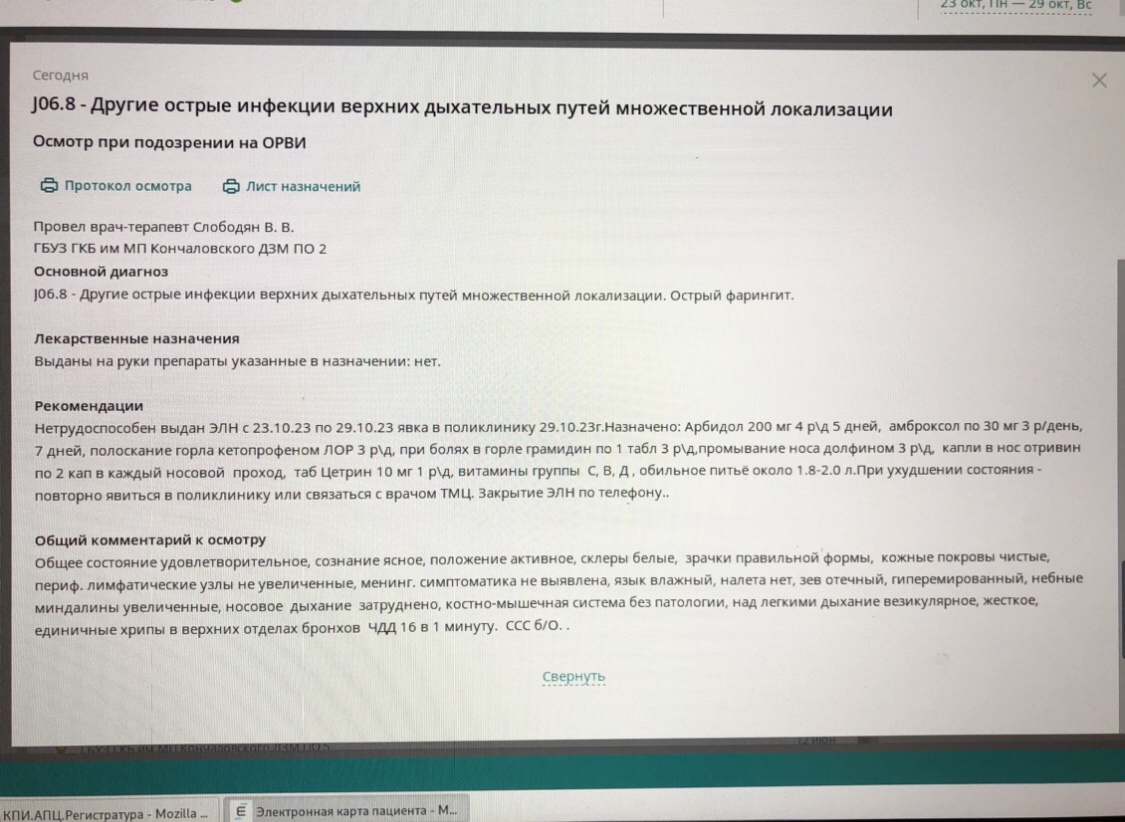 23 окт, ПН — 29 окт, Вс
Сегодня
J06.8 - Другие острые инфекции верхних дыхательных путей множественной локализации
Осмотр при подозрении на ОРВИ
Протокол осмотра Лист назначений
Провел врач-терапевт Слободян В. В.
ГБУЗ ГКБ им МП Кончаловского ДЗМ ПО 2
Основной диагноз
J06.8 - Другие острые инфекции верхних дыхательных путей множественной локализации. Острый фарингит.
Лекарственные назначения
Выданы на руки препараты указанные в назначении: нет.
Рекомендации
Нетрудоспособен выдан ЭЛН с 23.10.23 по 29.10.23 явка в поликлинику 29.10.23г.Назначено: Арбидол 200 мг 4 р\д 5 дней, амброксол по 30 мг 3 р/день,
7 дней, полоскание горла кетопрофеном ЛОР 3 р\д, при болях в горле грамидин по 1 табл 3 р\д,промывание носа долфином 3 р\д, капли в нос отривин
по 2 кап в каждый носовой проход, таб Цетрин 10 мг 1 р\д, витамины группы С, В, Д , обильное питьё около 1.8-2.0 л.При ухудшении состояния -
повторно явиться в поликлинику или связаться с врачом ТМЦ. Закрытие ЭЛН по телефону..
Общий комментарий к осмотру
Общее состояние удовлетворительное, сознание ясное, положение активное, склеры белые, зрачки правильной формы, кожные покровы чистые,
периф. лимфатические узлы не увеличенные, менинг. симптоматика не выявлена, язык влажный, налета нет, зев отечный, гиперемированный, небные
миндалины увеличенные, носовое дыхание затруднено, костно-мышечная система без патологии, над легкими дыхание везикулярное, жесткое,
единичные хрипы в верхних отделах бронхов ЧДД 16 в 1 минуту. ССС б/О. .
Свернуть
ГБУЗ ГКБ им МП Кончаловского ДЗМ ПО 5
КПИ.АПЦ.Регистратура - Mozilla ... Электронная карта пациента - М...